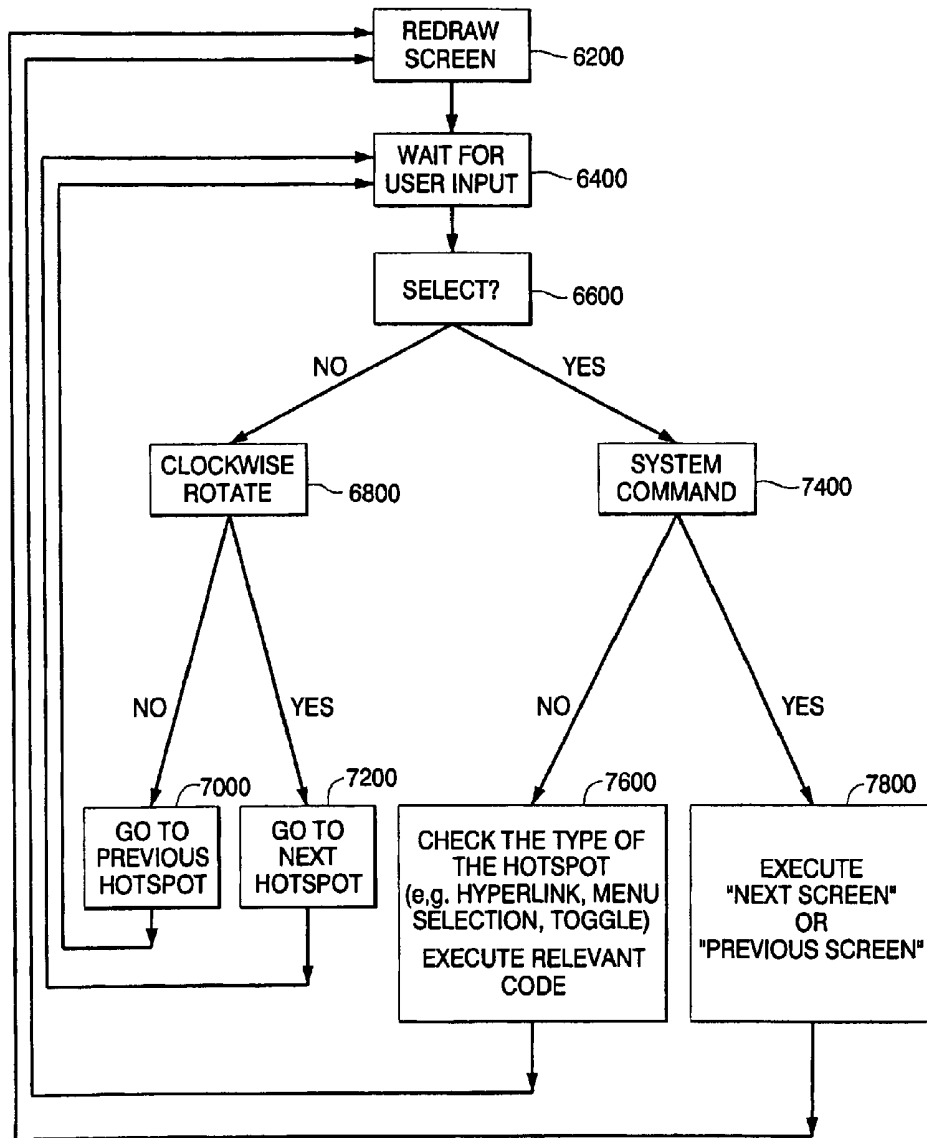 REDRAW
SCREEN
6200
WAIT FOR
USER INPUT
6400
SELECT?
6600
NO
YES
CLOCKWISE
ROTATE
6800
SYSTEM
COMMAND
7400
NO
YES
NO
YES
7000
GO TO
PREVIOUS
HOTSPOT
7200
GO TO
NEXT
HOTSPOT
7600
CHECK THE TYPE OF
THE HOTSPOT
(e,g. HYPERLINK, MENU
SELECTION, TOGGLE)
EXECUTE RELEVANT
CODE
7800
EXECUTE
"NEXT SCREEN"
OR
"PREVIOUS SCREEN"